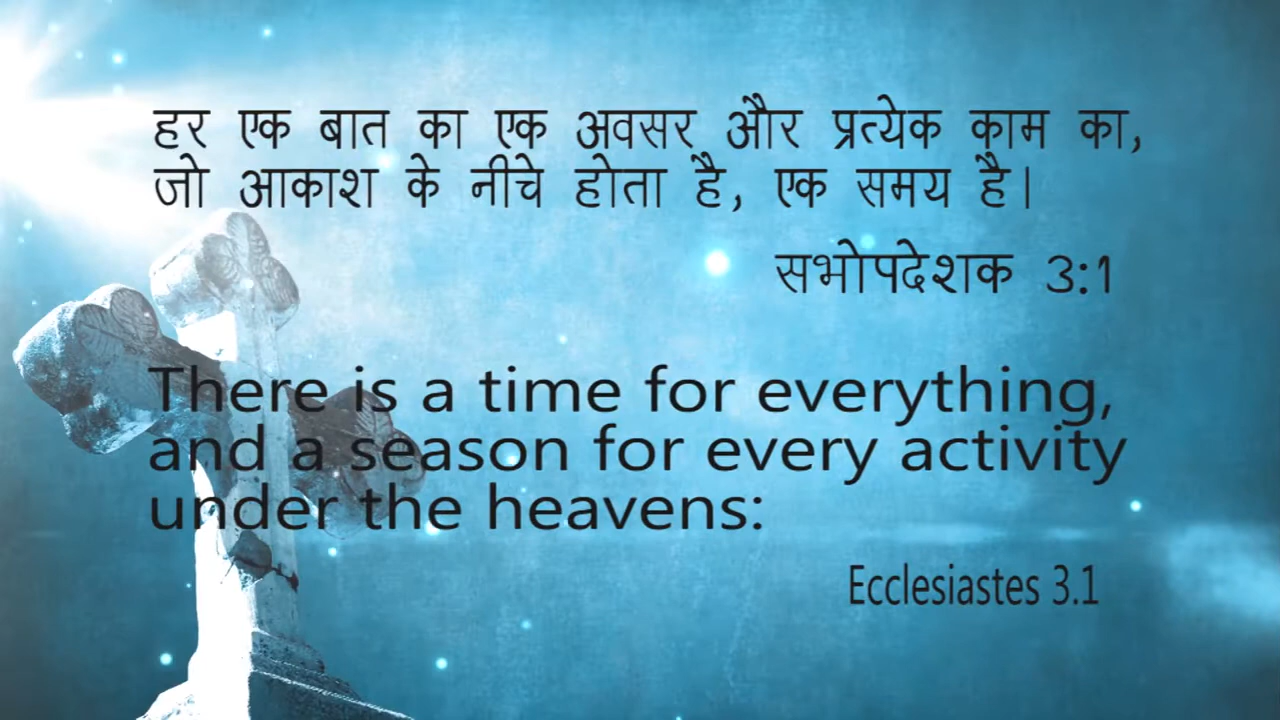 हर एक बात का एक अवसर और प्रत्येक काम का,
जो आकाश के नीचे होता है, एक समय है।
सभोपदेशक 3:1
There is a time for everything,
and a season for every activity
under the heavens:
Ecclesiastes 3.1